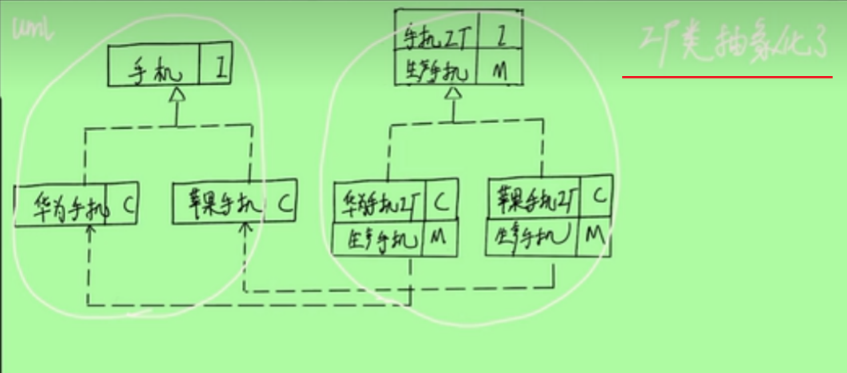 uml
工厂类抽象化了
手机 I
手机工厂 I
生产手机 M
华为手机 C
苹果手机 C
华为手机工厂 C
生产手机 M
苹果手机工厂 C
生产手机 M